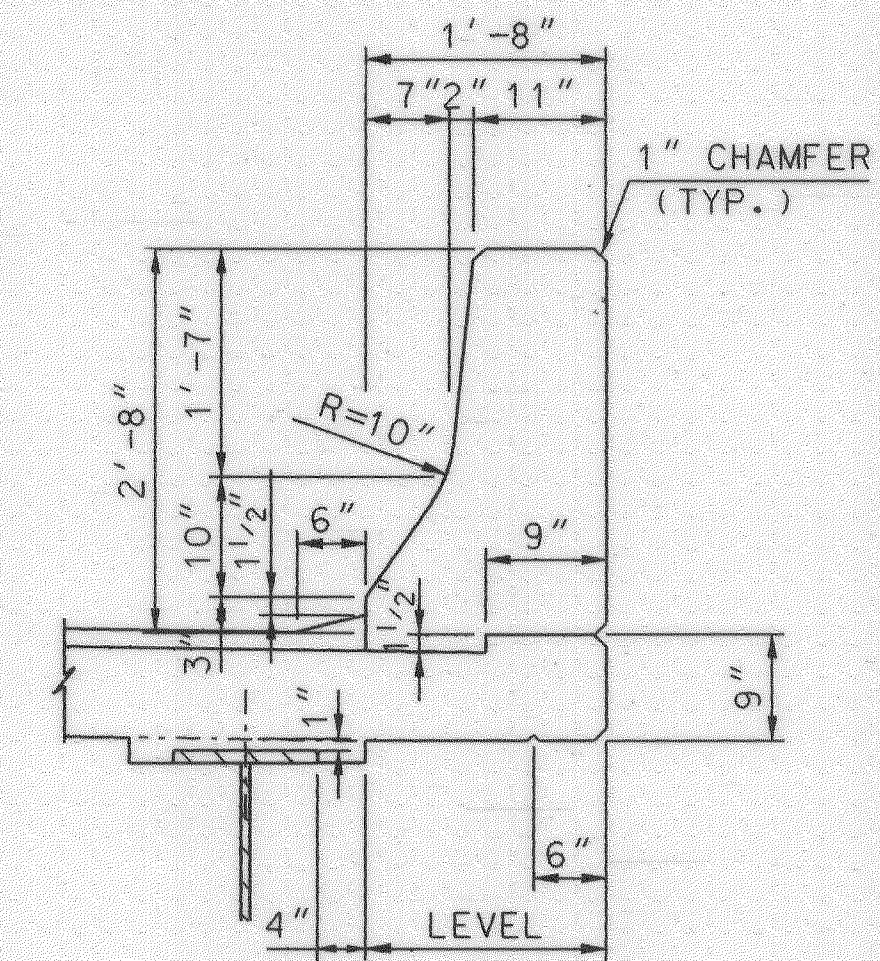 1'-8"
7" 2" 11"
1" CHAMFER
(TYP.)
1'-7"
2'-8"
R=10"
10"
1 1/2"
6"
9"
1 1/2"
3"
9"
1"
6"
4" LEVEL